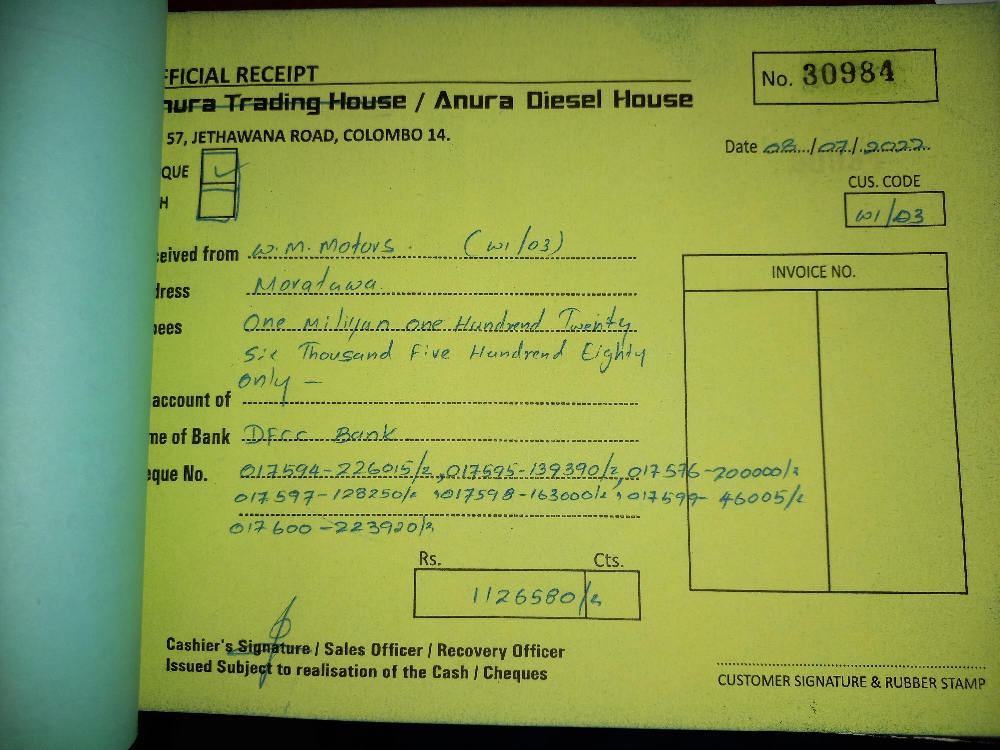 FFICIAL RECEIPT
No. 30984
nura Trading House / Anura Diesel House
57, JETHAWANA ROAD, COLOMBO 14.
Date 08/07/2022
QUE
CUS. CODE
H
W1/03
ceived from W.M. Motors. (W1/03)
INVOICE NO.
dress Moratuwa
pees One Miliyan one Hundrend Twenty
Six Thousand Five Hundrend Eighty
only -
account of
me of Bank DFCC Bank
eque No. 017594-226015/=, 017595-139390/=, 017576-200000/=
017597-128250/=, 017598-163000/=, 017599-46005/=
017600-223920/=
Rs. Cts.
1126580/=
Cashier's Signature / Sales Officer / Recovery Officer
Issued Subject to realisation of the Cash / Cheques
CUSTOMER SIGNATURE & RUBBER STAMP